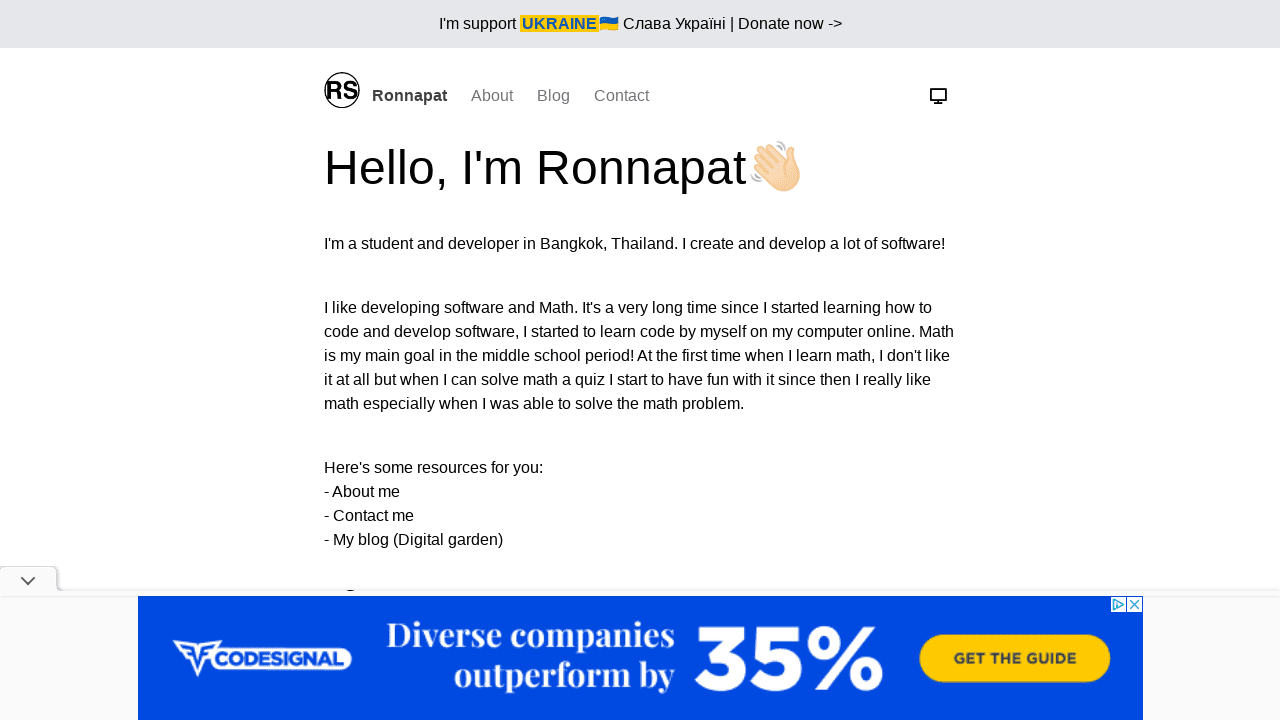 I'm support UKRAINE🇺🇦 Слава Україні | Donate now ->
RS Ronnapat About Blog Contact
Hello, I'm Ronnapat👋🏻
I'm a student and developer in Bangkok, Thailand. I create and develop a lot of software!
I like developing software and Math. It's a very long time since I started learning how to
code and develop software, I started to learn code by myself on my computer online. Math
is my main goal in the middle school period! At the first time when I learn math, I don't like
it at all but when I can solve math a quiz I start to have fun with it since then I really like
math especially when I was able to solve the math problem.
Here's some resources for you:
- About me
- Contact me
- My blog (Digital garden)
CODESIGNAL
Diverse companies
outperform by
35%
GET THE GUIDE